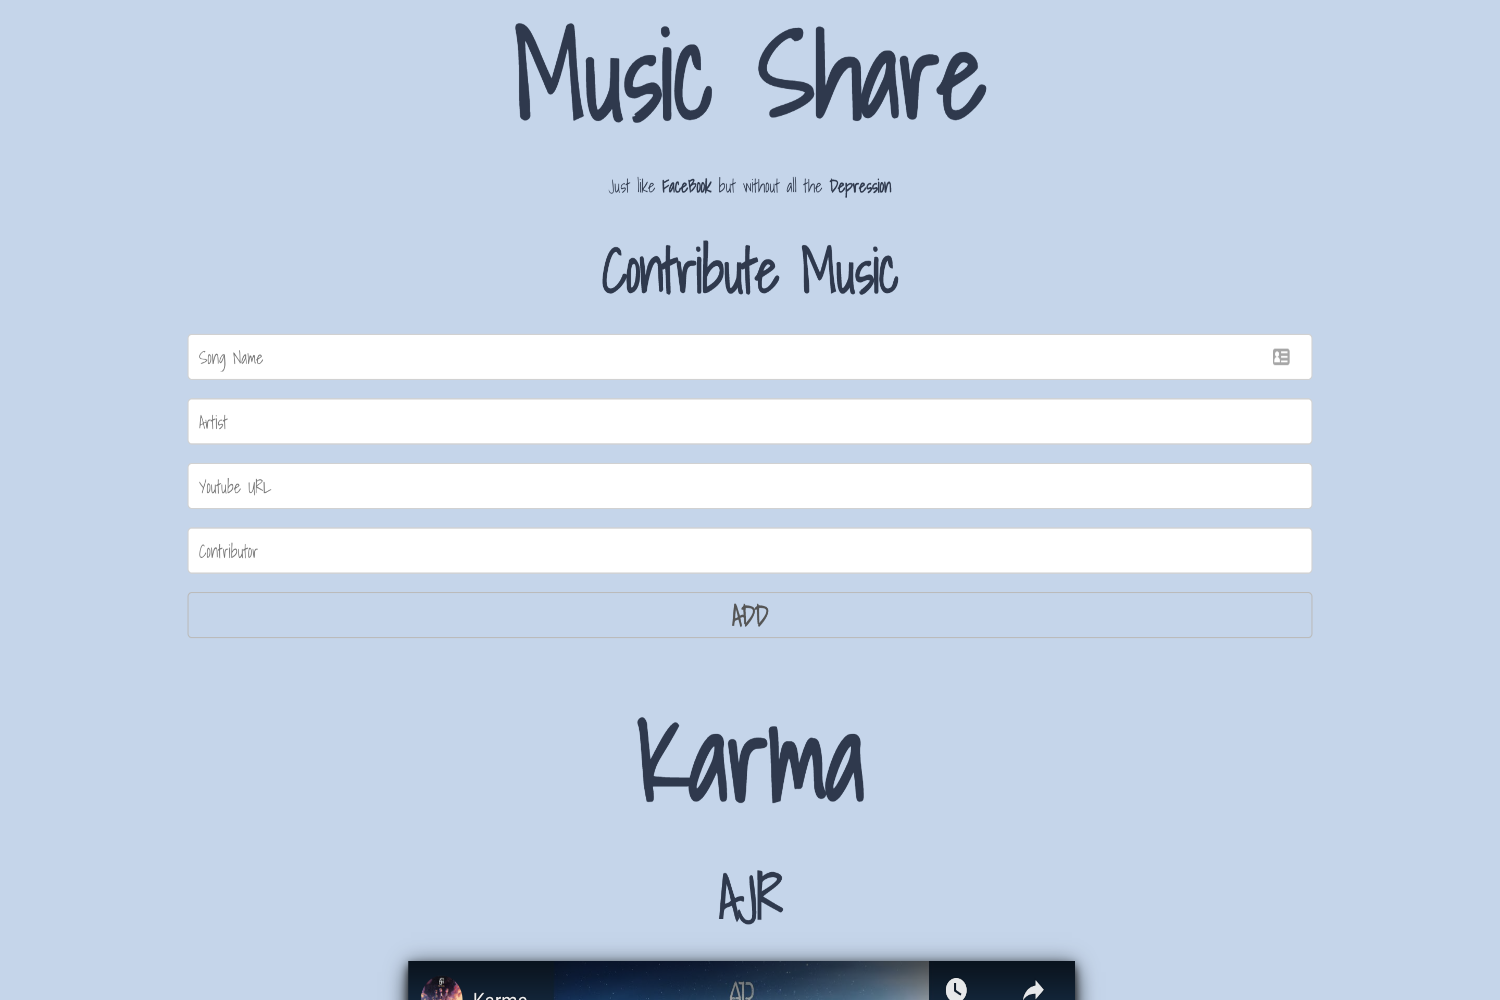 Music Share
Just like FaceBook but without all the Depression
Contribute Music
Song Name
Artist
Youtube URL
Contributor
ADD
Karma
AJR
Karma
AJR